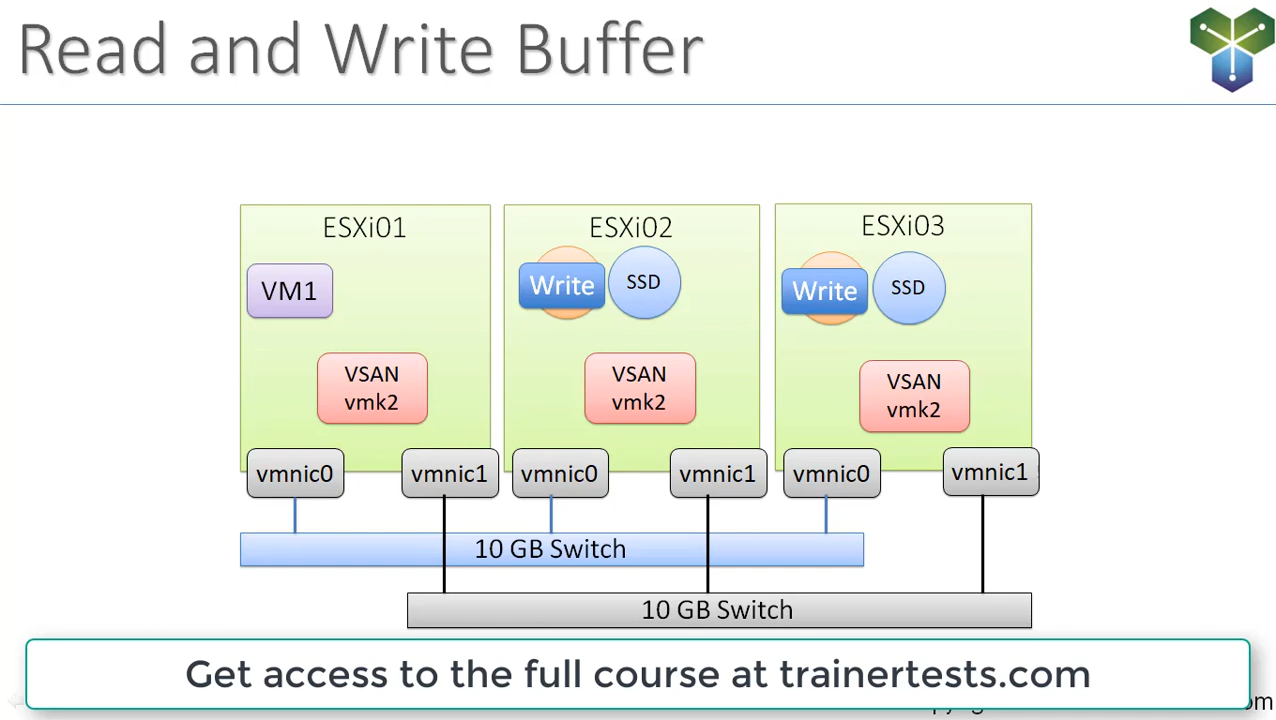 Read and Write Buffer
ESXi01
ESXi02
ESXi03
VM1
Write
SSD
Write
SSD
VSAN
vmk2
VSAN
vmk2
VSAN
vmk2
vmnic0
vmnic1
vmnic0
vmnic1
vmnic0
vmnic1
10 GB Switch
10 GB Switch
Get access to the full course at trainertests.com